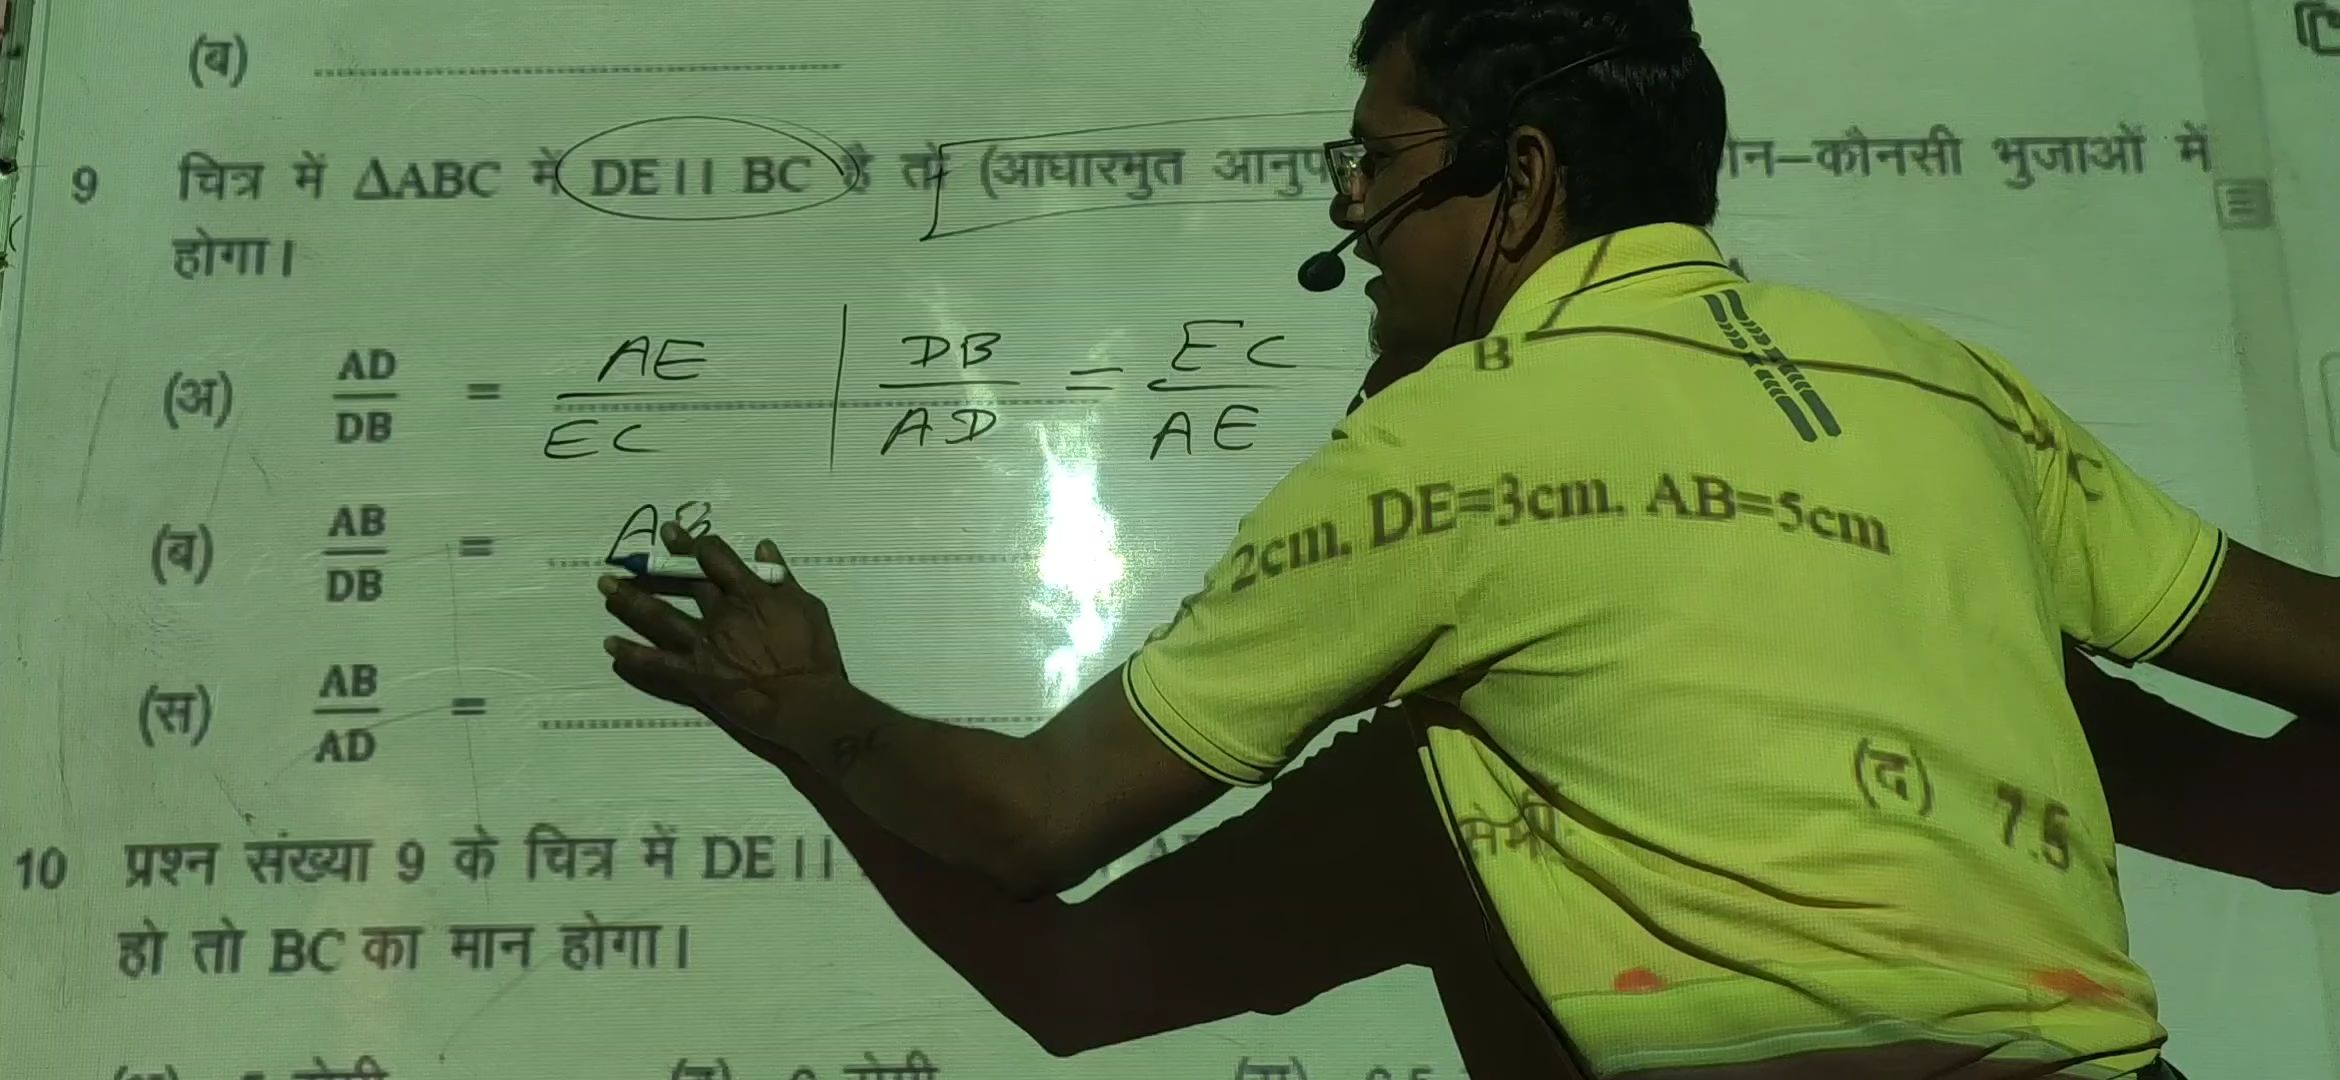 (ब) ........................
9 चित्र में ΔABC में DE|| BC है तो (आधारभुत कौनसी भुजाओं में
होगा।
A
(अ) AD/DB = AE/EC | DB/AD = EC/AE
B C
(ब) AB/DB = AB
2cm. DE=3cm. AB=5cm
(स) AB/AD = ........................
(द) 7.5
10 प्रश्न संख्या 9 के चित्र में DE||
हो तो BC का मान होगा।